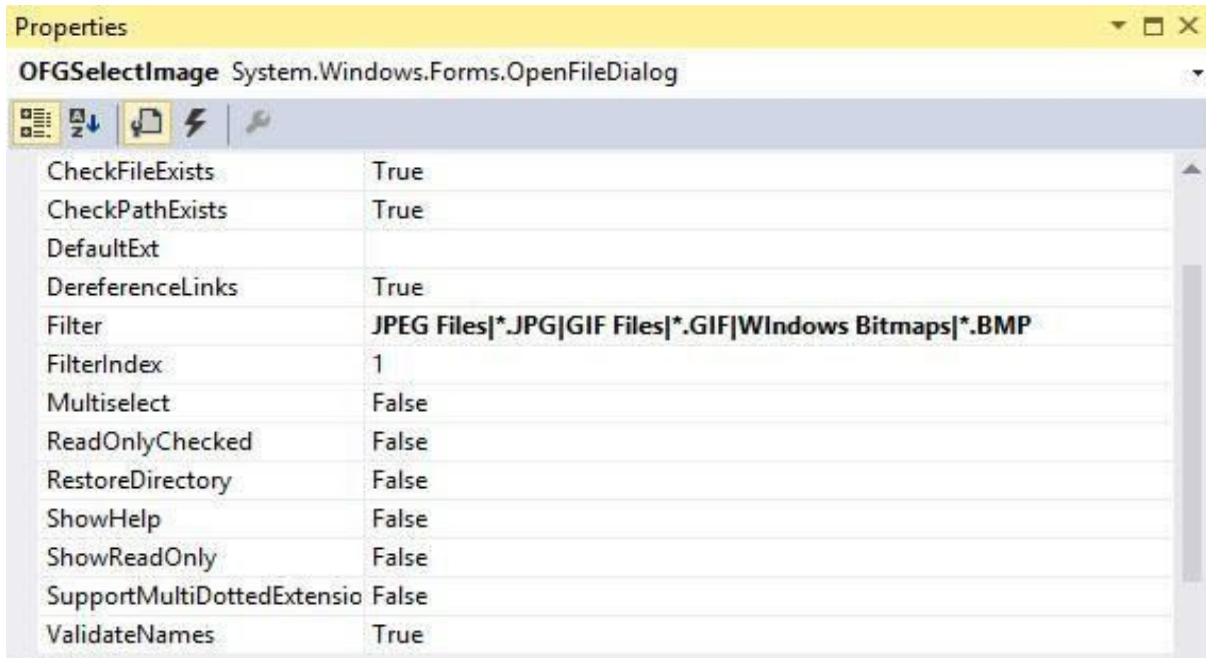 Properties
OFGSelectImage System.Windows.Forms.OpenFileDialog
CheckFileExists True
CheckPathExists True
DefaultExt
DereferenceLinks True
Filter JPEG Files|*.JPG|GIF Files|*.GIF|WIndows Bitmaps|*.BMP
FilterIndex 1
Multiselect False
ReadOnlyChecked False
RestoreDirectory False
ShowHelp False
ShowReadOnly False
SupportMultiDottedExtensio False
ValidateNames True